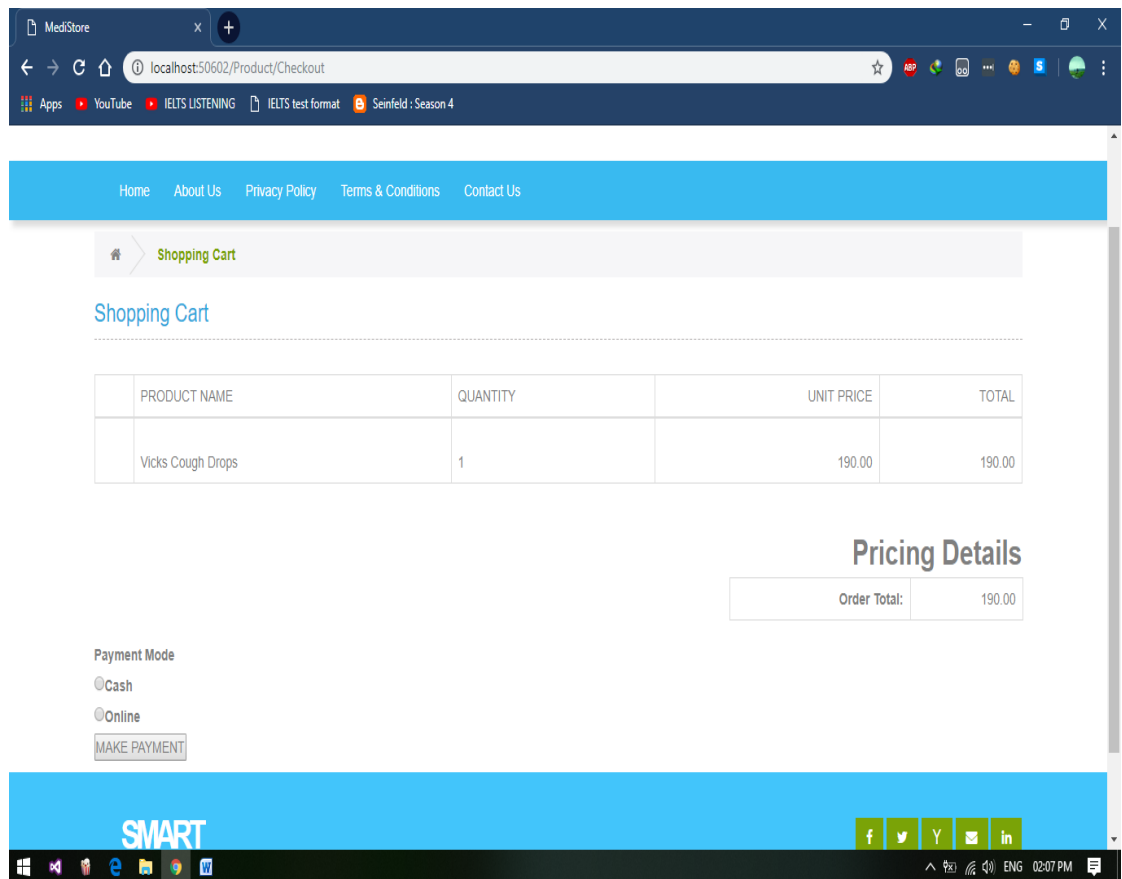 MediStore
localhost:50602/Product/Checkout
ABP
S
Apps YouTube IELTS LISTENING IELTS test format Seinfeld : Season 4
Home About Us Privacy Policy Terms & Conditions Contact Us
Shopping Cart
Shopping Cart
PRODUCT NAME QUANTITY UNIT PRICE TOTAL
Vicks Cough Drops 1 190.00 190.00
Pricing Details
Order Total: 190.00
Payment Mode
Cash
Online
MAKE PAYMENT
SMART
ENG 02:07 PM